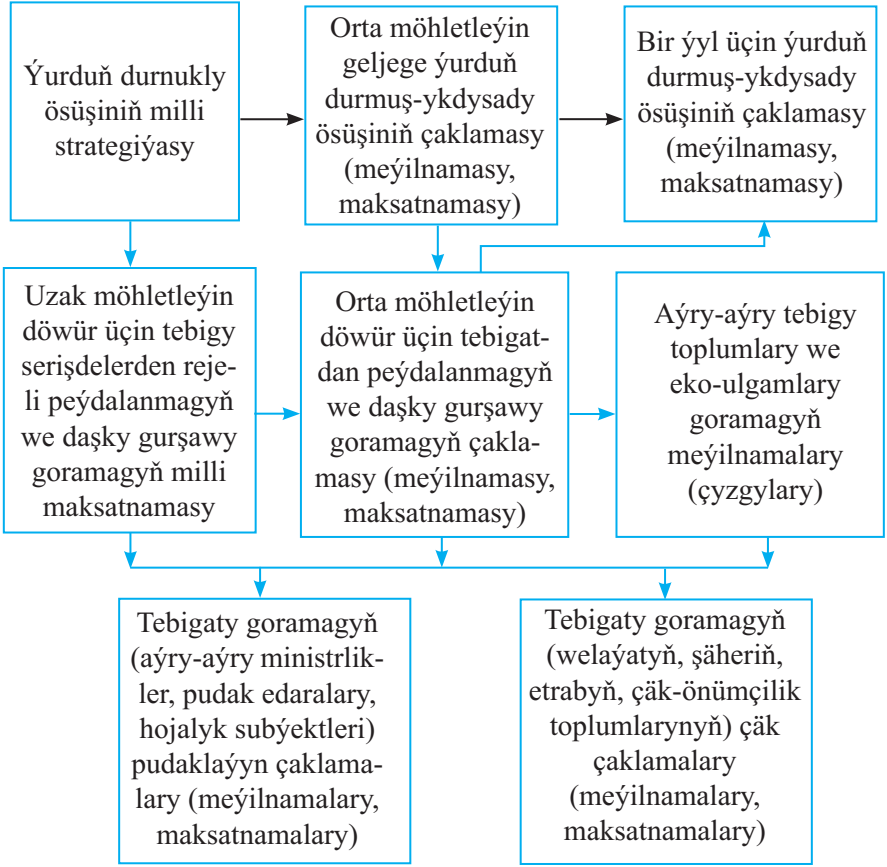 Ýurduň durnukly
ösüşiniň milli
strategiýasy
Orta möhletleýin
geljege ýurduň
durmuş-ykdysady
ösüşiniň çaklamasy
(meýilnamasy,
maksatnamasy)
Bir ýyl üçin ýurduň
durmuş-ykdysady
ösüşiniň çaklamasy
(meýilnamasy,
maksatnamasy)
Uzak möhletleýin
döwür üçin tebigy
serişdelerden reje-
li peýdalanmagyň
we daşky gurşawy
goramagyň milli
maksatnamasy
Orta möhletleýin
döwür üçin tebigat-
dan peýdalanmagyň
we daşky gurşawy
goramagyň çakla-
masy (meýilnamasy,
maksatnamasy)
Aýry-aýry tebigy
toplumlary we
eko-ulgamlary
goramagyň
meýilnamalary
(çyzgylary)
Tebigaty goramagyň
(aýry-aýry ministrlik-
ler, pudak edaralary,
hojalyk subýektleri)
pudaklaýyn çaklama-
lary (meýilnamalary,
maksatnamalary)
Tebigaty goramagyň
(welaýatyň, şäheriň,
etrabyň, çäk-önümçilik
toplumlarynyň) çäk
çaklamalary
(meýilnamalary,
maksatnamalary)